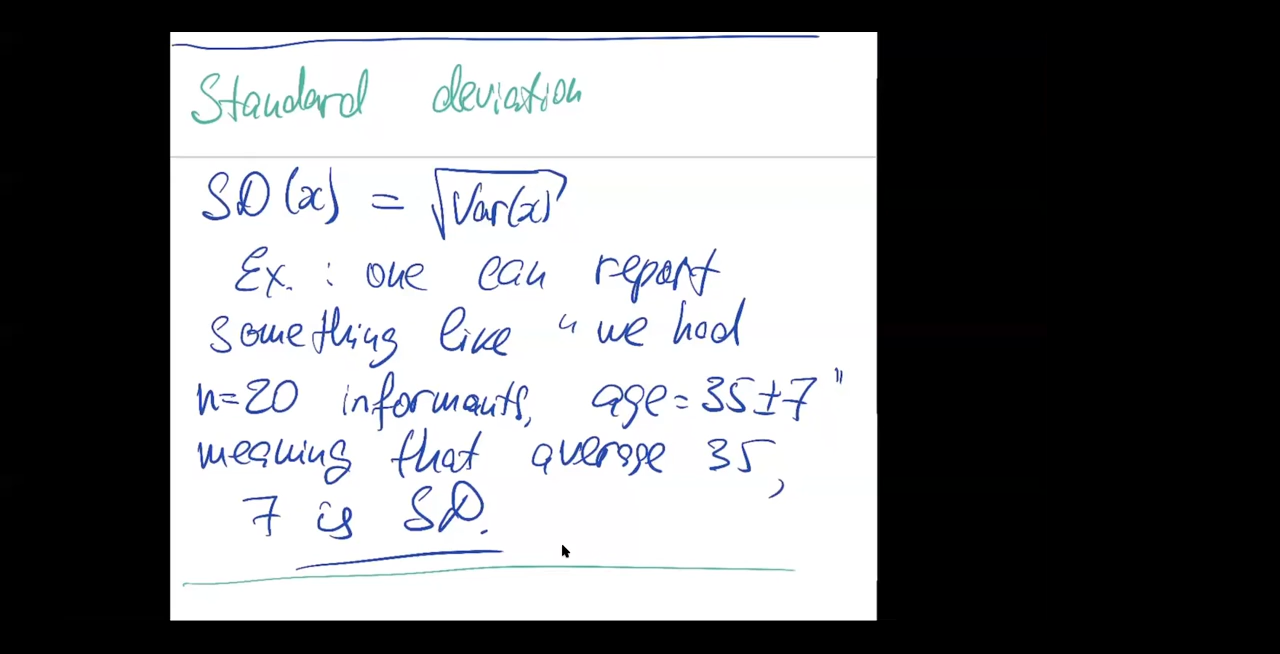 Standard deviation
SD(x) = √Var(x)
Ex. : one can report
something like “ we had
n=20 informants, age = 35±7 ”
meaning that average 35,
7 is SD.